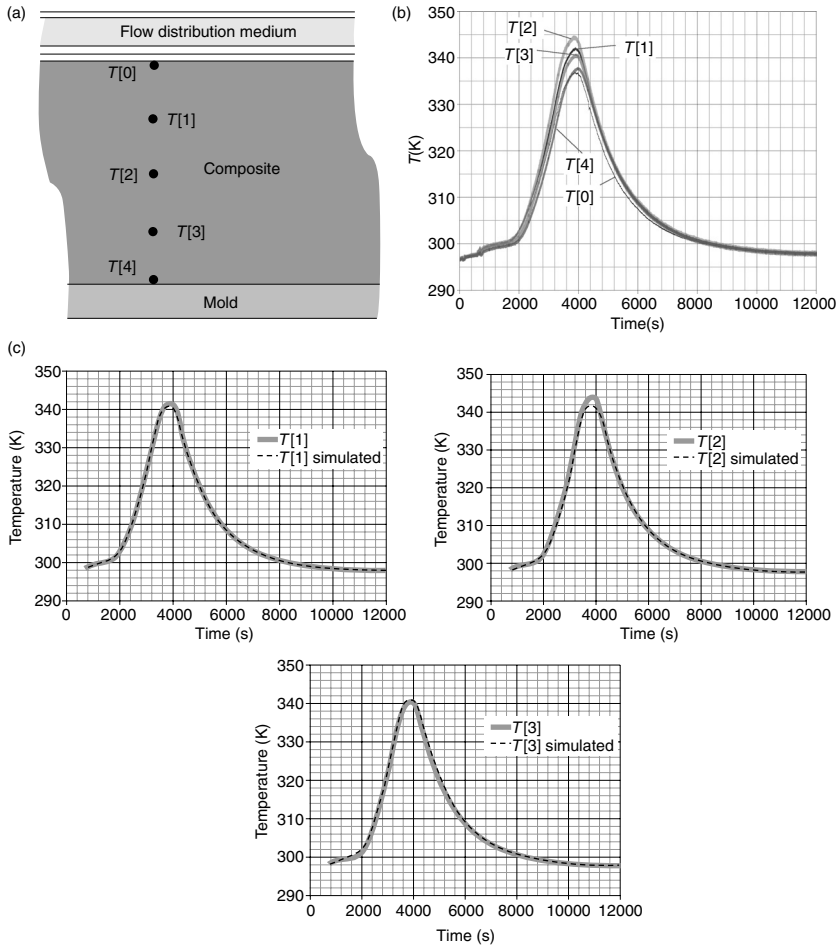 (a)
Flow distribution medium
T[0]
T[1]
T[2]
Composite
T[3]
T[4]
Mold
(b)
350
340
330
320
310
300
290
T(K)
T[2]
T[3]
T[1]
T[4]
T[0]
0 2000 4000 6000 8000 10000 12000
Time(s)
(c)
350
340
330
320
310
300
290
Temperature (K)
T[1]
T[1] simulated
0 2000 4000 6000 8000 10000 12000
Time (s)
350
340
330
320
310
300
290
Temperature (K)
T[2]
T[2] simulated
0 2000 4000 6000 8000 10000 12000
Time (s)
350
340
330
320
310
300
290
Temperature (K)
T[3]
T[3] simulated
0 2000 4000 6000 8000 10000 12000
Time (s)